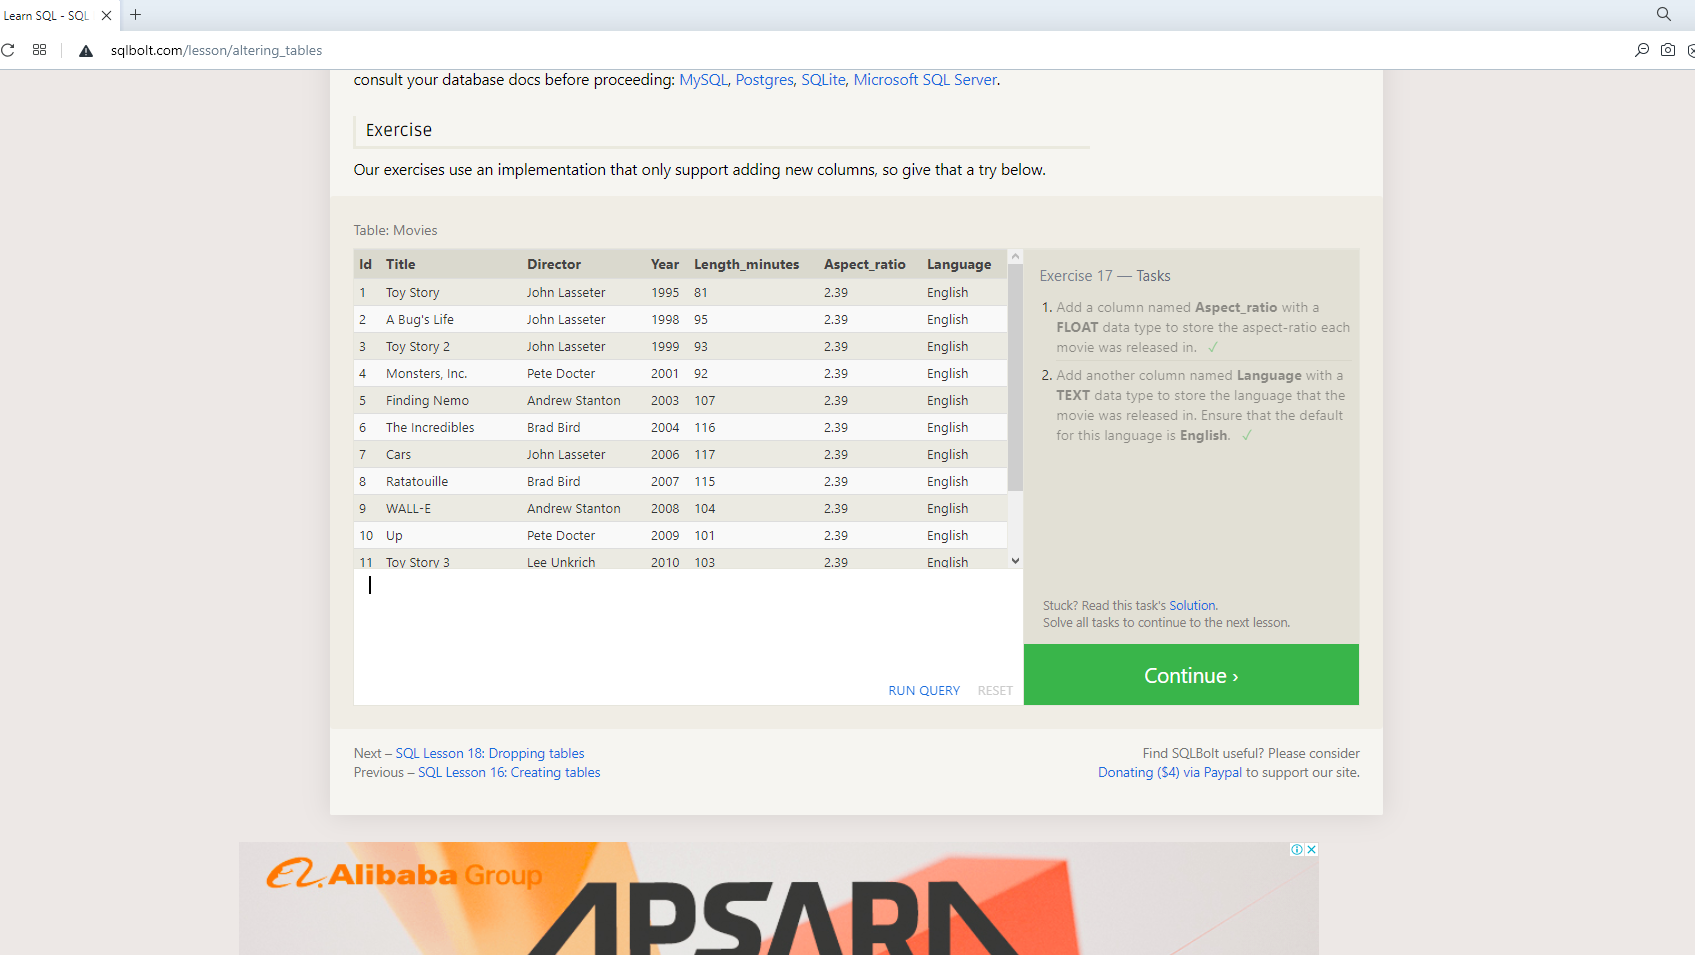 Learn SQL - SQL
sqlbolt.com/lesson/altering_tables
consult your database docs before proceeding: MySQL, Postgres, SQLite, Microsoft SQL Server.
Exercise
Our exercises use an implementation that only support adding new columns, so give that a try below.
Table: Movies
Id Title Director Year Length_minutes Aspect_ratio Language
1 Toy Story John Lasseter 1995 81 2.39 English
2 A Bug's Life John Lasseter 1998 95 2.39 English
3 Toy Story 2 John Lasseter 1999 93 2.39 English
4 Monsters, Inc. Pete Docter 2001 92 2.39 English
5 Finding Nemo Andrew Stanton 2003 107 2.39 English
6 The Incredibles Brad Bird 2004 116 2.39 English
7 Cars John Lasseter 2006 117 2.39 English
8 Ratatouille Brad Bird 2007 115 2.39 English
9 WALL-E Andrew Stanton 2008 104 2.39 English
10 Up Pete Docter 2009 101 2.39 English
11 Toy Story 3 Lee Unkrich 2010 103 2.39 English
RUN QUERY RESET
Exercise 17 — Tasks
1. Add a column named Aspect_ratio with a
FLOAT data type to store the aspect-ratio each
movie was released in. ✓
2. Add another column named Language with a
TEXT data type to store the language that the
movie was released in. Ensure that the default
for this language is English. ✓
Stuck? Read this task's Solution.
Solve all tasks to continue to the next lesson.
Continue ›
Next – SQL Lesson 18: Dropping tables
Previous – SQL Lesson 16: Creating tables
Find SQLBolt useful? Please consider
Donating ($4) via Paypal to support our site.
Alibaba Group
APSARA